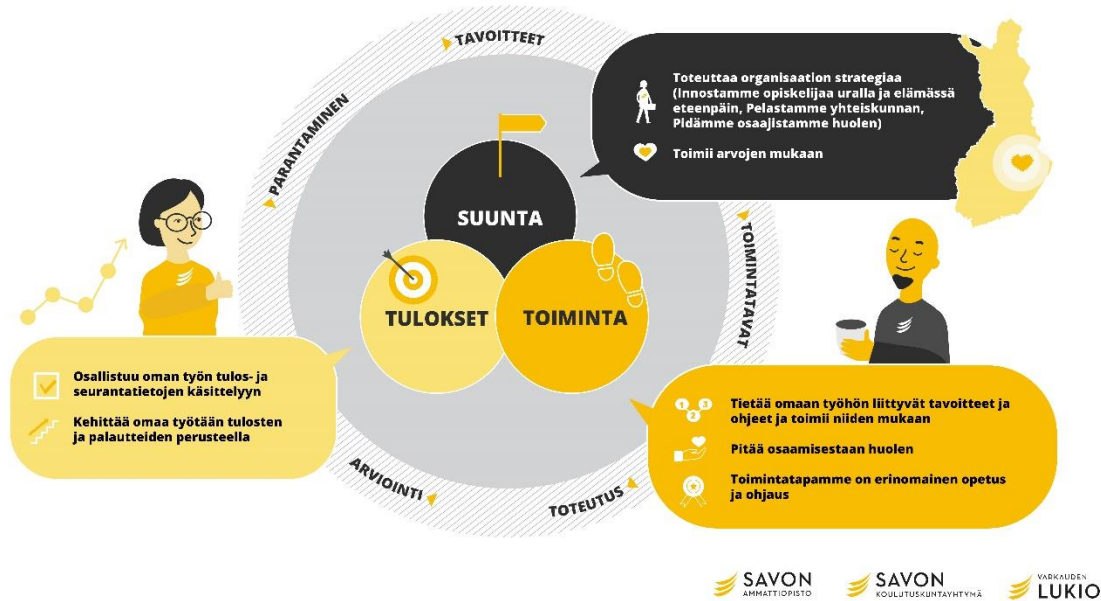 TAVOITTEET
Toteuttaa organisaation strategiaa
(Innostamme opiskelijaa uralla ja elämässä
eteenpäin, Pelastamme yhteiskunnan,
Pidämme osaajistamme huolen)
Toimii arvojen mukaan
PARANTAMINEN
SUUNTA
TOIMINTATAVAT
TULOKSET
TOIMINTA
Osallistuu oman työn tulos- ja
seurantatietojen käsittelyyn
Kehittää omaa työtään tulosten
ja palautteiden perusteella
1 2 3
Tietää omaan työhön liittyvät tavoitteet ja
ohjeet ja toimii niiden mukaan
Pitää osaamisestaan huolen
Toimintatapamme on erinomainen opetus
ja ohjaus
ARVIOINTI
TOTEUTUS
SAVON
AMMATTIOPISTO
SAVON
KOULUTUSKUNTAYHTYMÄ
VARKAUDEN
LUKIO